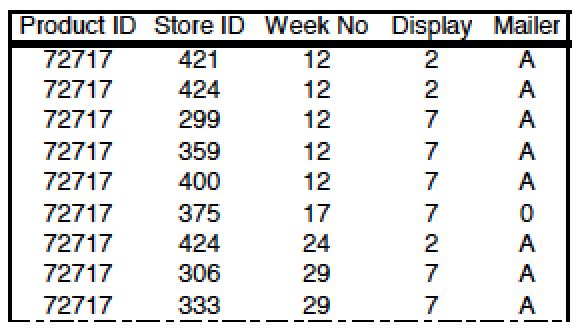 Product ID Store ID Week No Display Mailer
72717 421 12 2 A
72717 424 12 2 A
72717 299 12 7 A
72717 359 12 7 A
72717 400 12 7 A
72717 375 17 7 0
72717 424 24 2 A
72717 306 29 7 A
72717 333 29 7 A